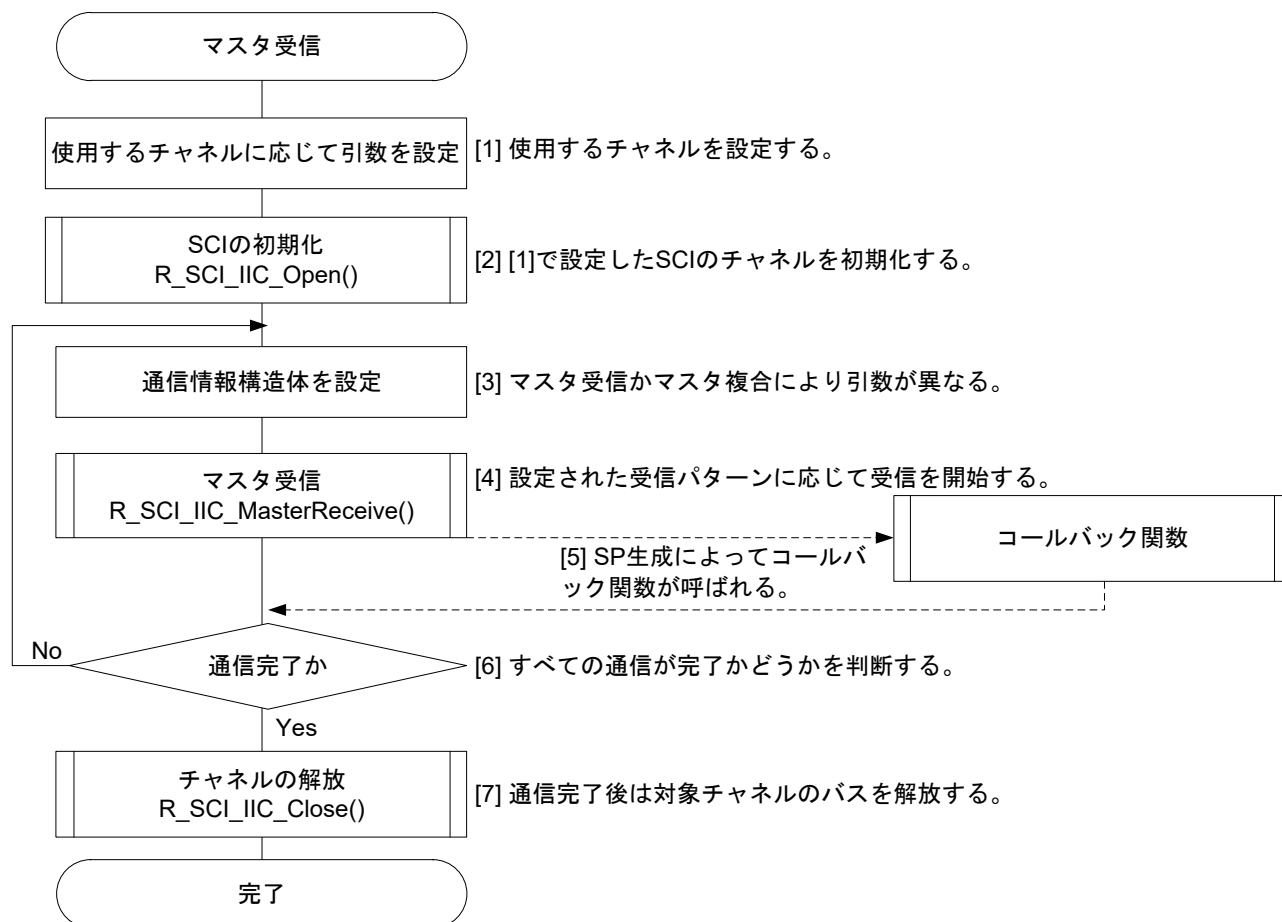 マスタ受信
使用するチャネルに応じて引数を設定
[1] 使用するチャネルを設定する。
SCIの初期化
R_SCI_IIC_Open()
[2] [1]で設定したSCIのチャネルを初期化する。
通信情報構造体を設定
[3] マスタ受信かマスタ複合により引数が異なる。
マスタ受信
R_SCI_IIC_MasterReceive()
[4] 設定された受信パターンに応じて受信を開始する。
コールバック関数
[5] SP生成によってコールバ
ック関数が呼ばれる。
No
通信完了か
[6] すべての通信が完了かどうかを判断する。
Yes
チャネルの解放
R_SCI_IIC_Close()
[7] 通信完了後は対象チャネルのバスを解放する。
完了